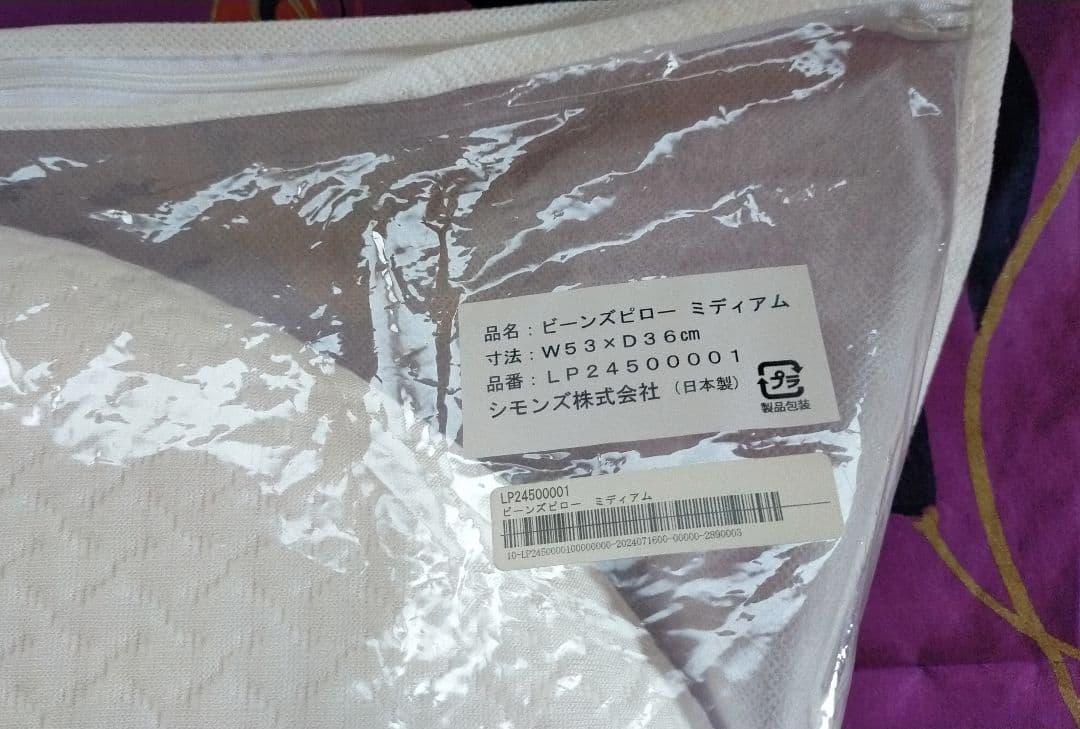 品名：ビーンズピロー ミディアム
寸法：Ｗ５３×Ｄ３６㎝
品番：ＬＰ２４５００００１
シモンズ株式会社（日本製）
プラ
製品包装
LP24500001
ビーンズピロー　ミディアム
10-LP2450000100000000-2024071600-00000-2890003